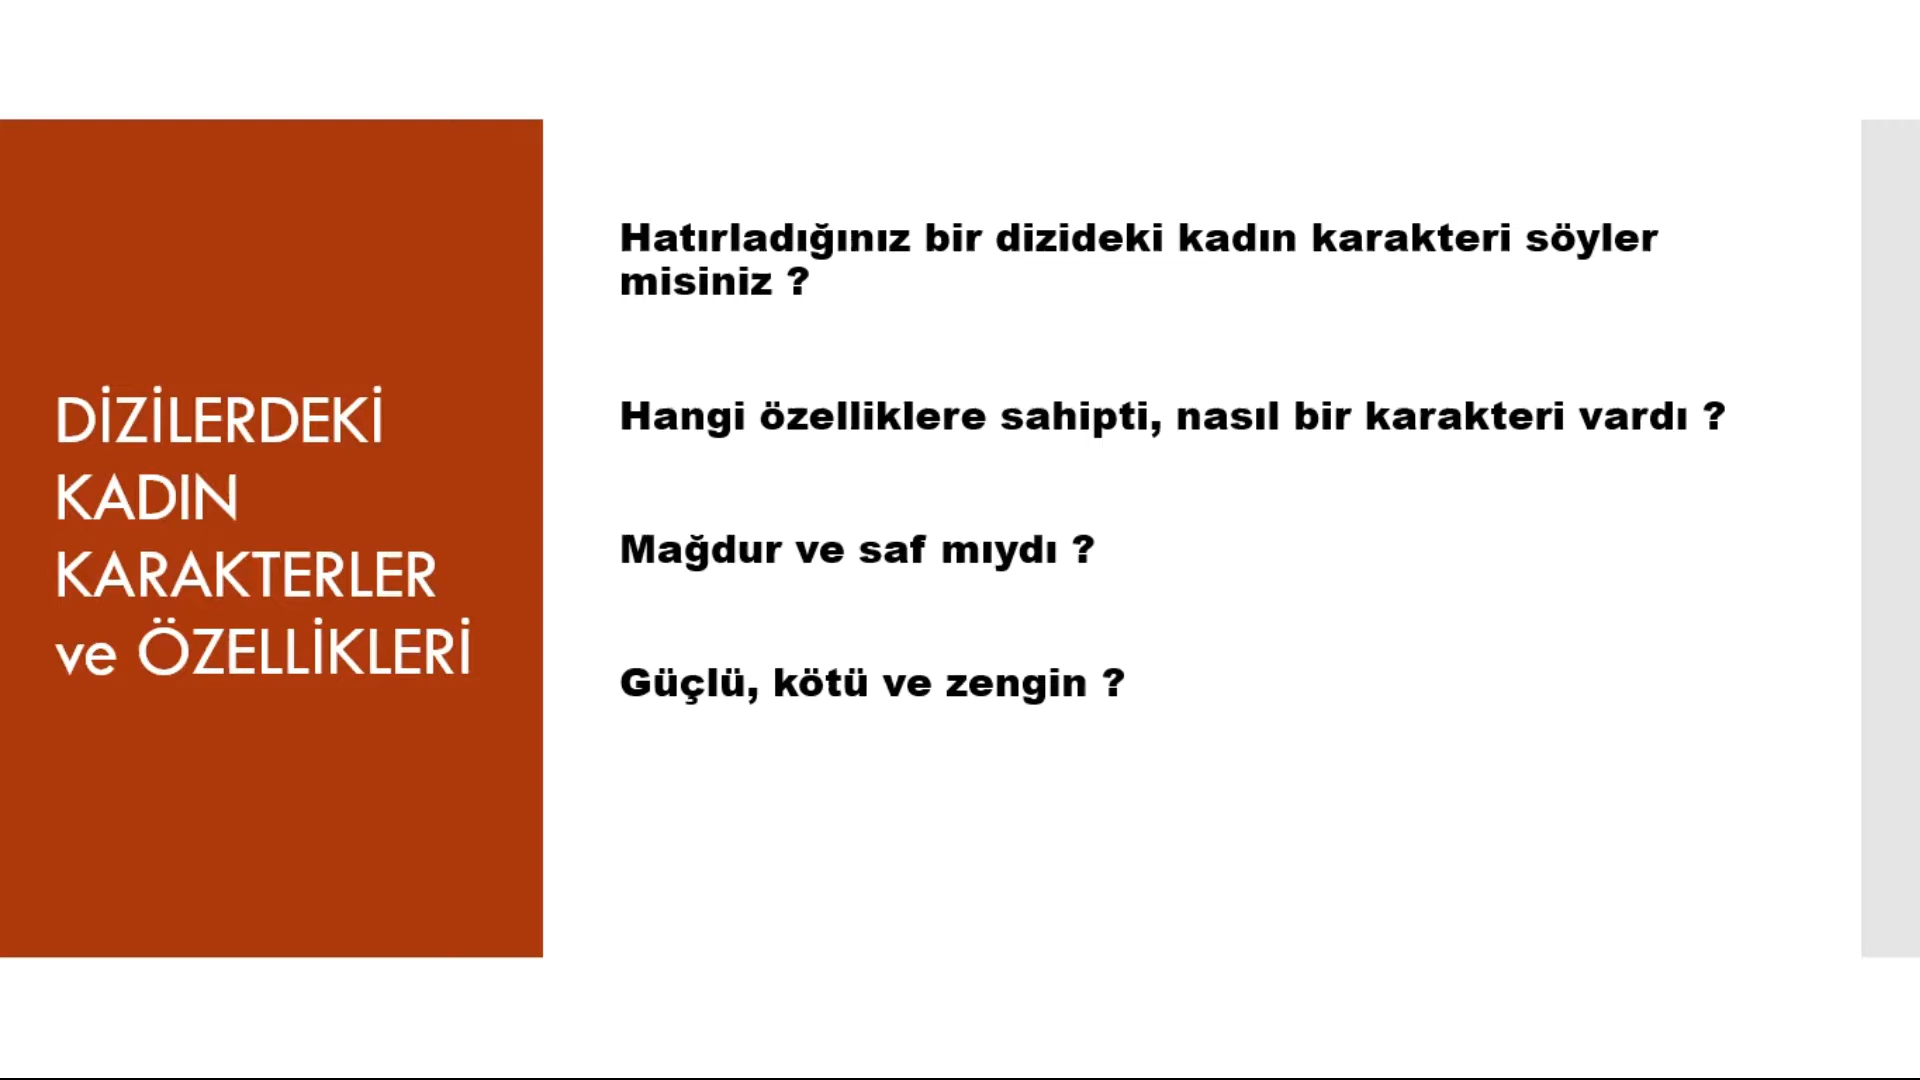 DİZİLERDEKİ
KADIN
KARAKTERLER
ve ÖZELLİKLERİ
Hatırladığınız bir dizideki kadın karakteri söyler
misiniz ?
Hangi özelliklere sahipti, nasıl bir karakteri vardı ?
Mağdur ve saf mıydı ?
Güçlü, kötü ve zengin ?